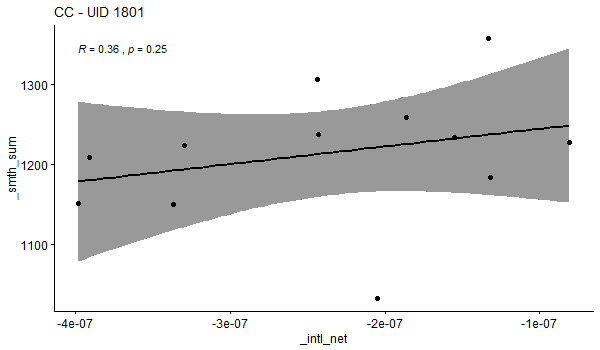 CC - UID 1801
R = 0.36 , p = 0.25
1300
1200
1100
_smth_sum
-4e-07 -3e-07 -2e-07 -1e-07
_intl_net